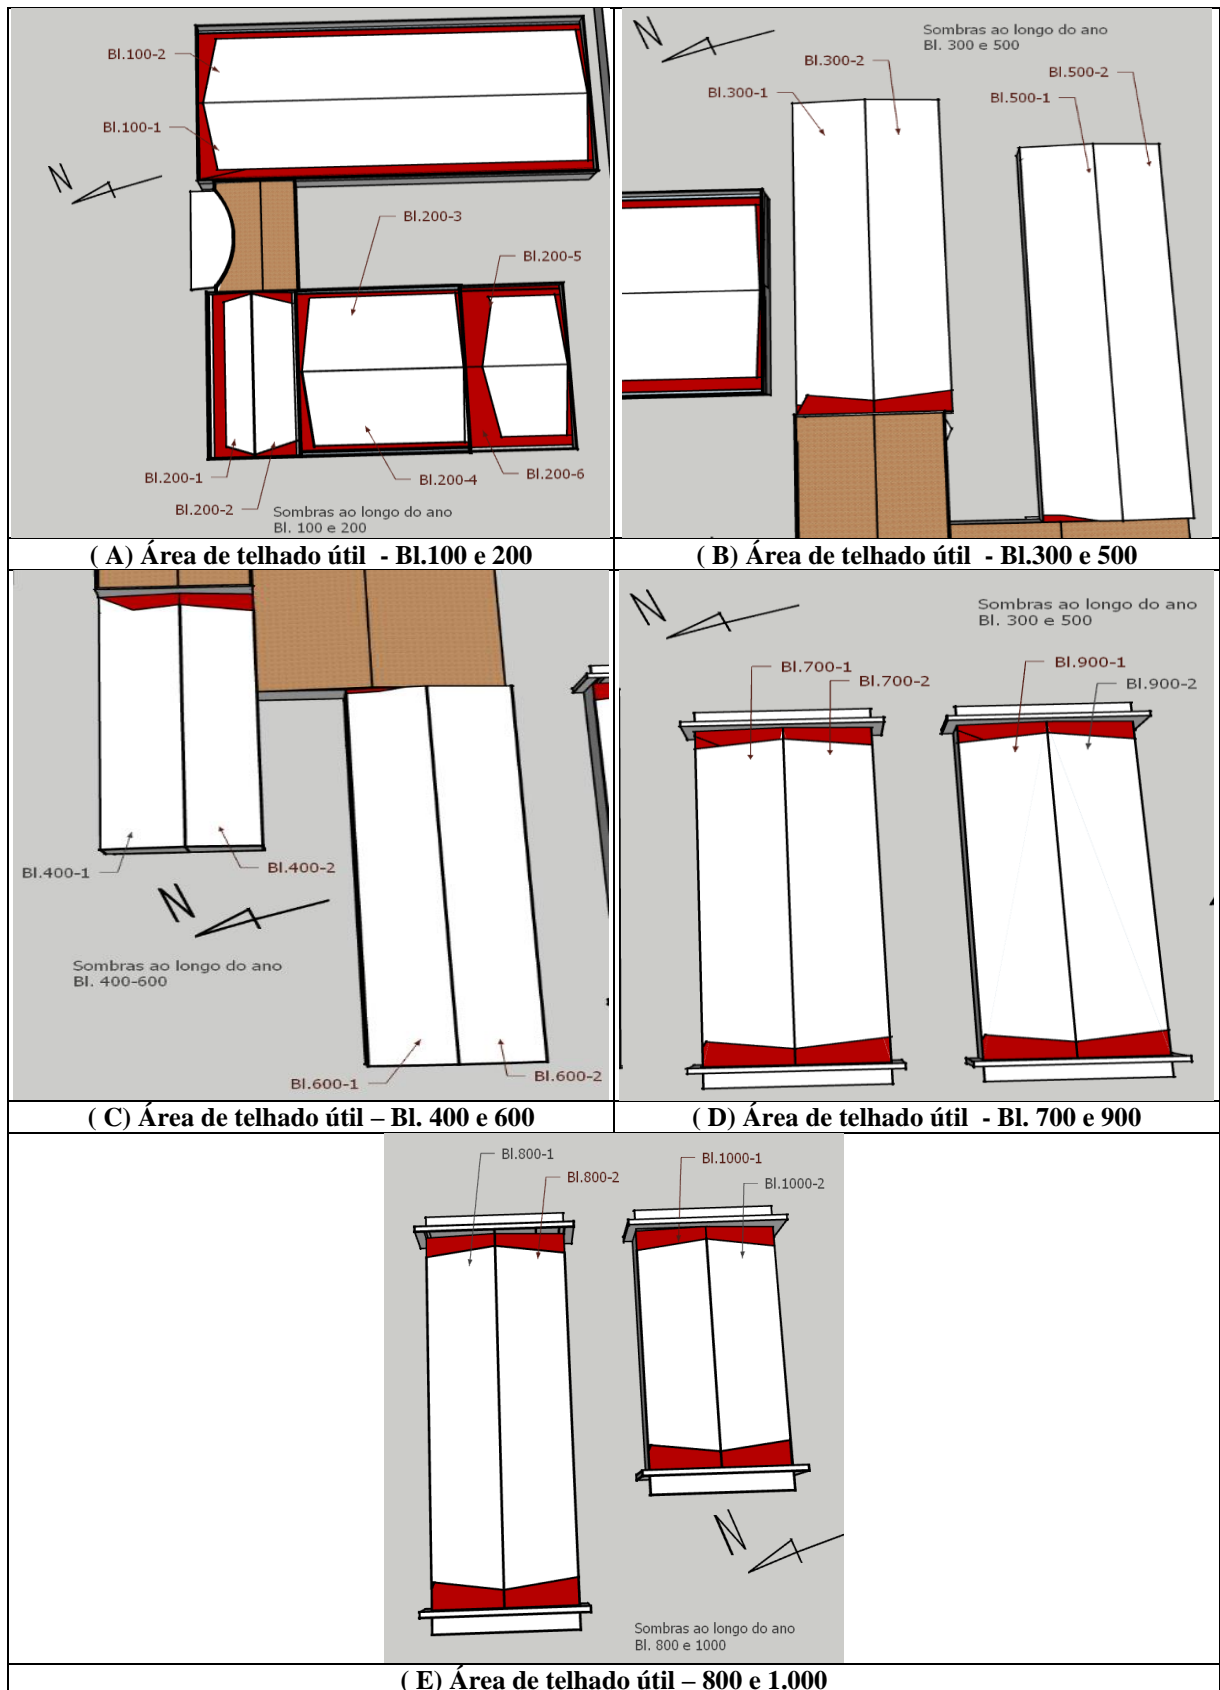 Bl.100-2
Bl.100-1
N
Bl.200-3
Bl.200-5
Bl.200-1
Bl.200-4
Bl.200-6
Bl.200-2
Sombras ao longo do ano
Bl. 100 e 200
( A) Área de telhado útil - Bl.100 e 200
N
Sombras ao longo do ano
Bl. 300 e 500
Bl.300-2
Bl.300-1
Bl.500-2
Bl.500-1
( B) Área de telhado útil - Bl.300 e 500
Bl.400-1
Bl.400-2
N
Sombras ao longo do ano
Bl. 400-600
Bl.600-1
Bl.600-2
( C) Área de telhado útil – Bl. 400 e 600
N
Sombras ao longo do ano
Bl. 300 e 500
Bl.700-1
Bl.700-2
Bl.900-1
Bl.900-2
( D) Área de telhado útil - Bl. 700 e 900
Bl.800-1
Bl.800-2
Bl.1000-1
Bl.1000-2
N
Sombras ao longo do ano
Bl. 800 e 1000
( E) Área de telhado útil – 800 e 1.000